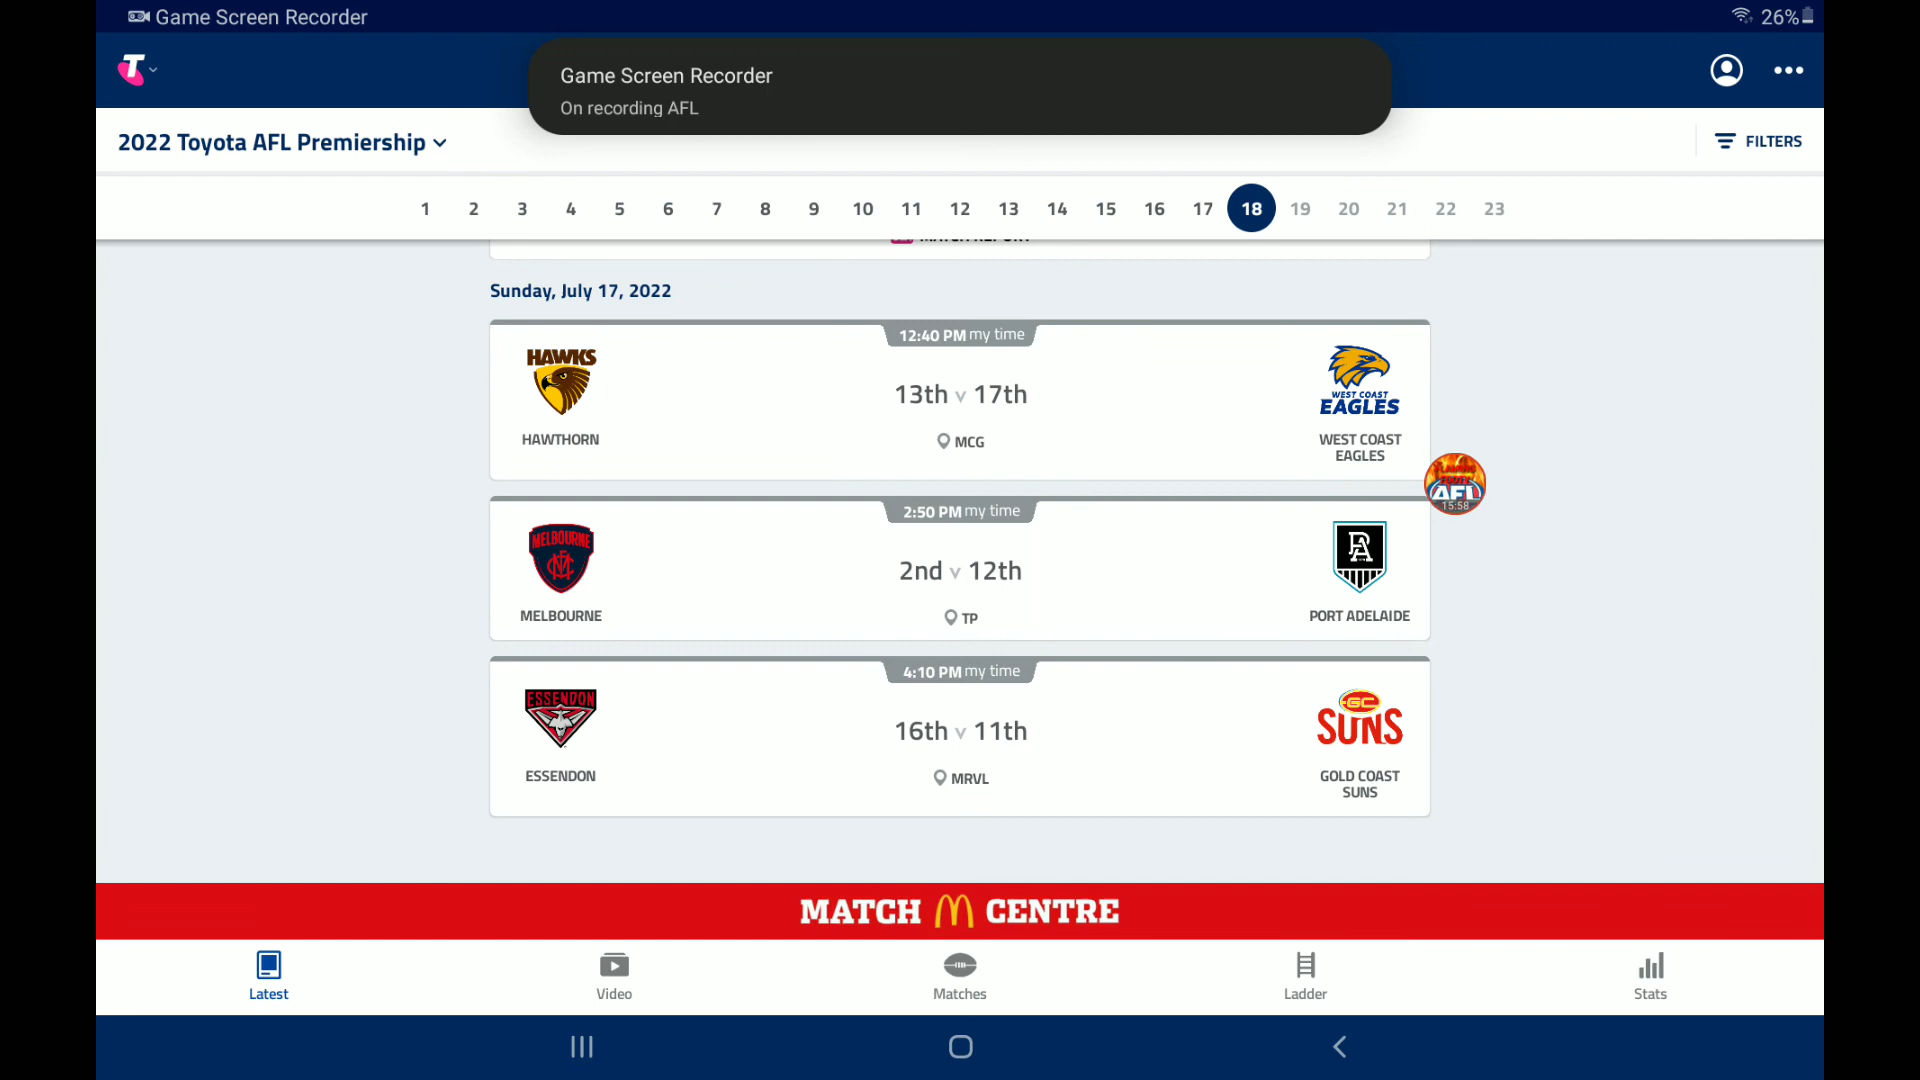 Game Screen Recorder
26%
T
Game Screen Recorder
On recording AFL
2022 Toyota AFL Premiership
FILTERS
1 2 3 4 5 6 7 8 9 10 11 12 13 14 15 16 17 18 19 20 21 22 23
MATCH REPORT
Sunday, July 17, 2022
12:40 PM my time
HAWKS
13th v 17th
WEST COAST
EAGLES
MCG
HAWTHORN
WEST COAST
EAGLES
FLAMING
FOOTY
AFL
15:58
2:50 PM my time
MELBOURNE
PA
2nd v 12th
MELBOURNE
TP
PORT ADELAIDE
4:10 PM my time
ESSENDON
GC
SUNS
16th v 11th
ESSENDON
MRVL
GOLD COAST
SUNS
MATCH M CENTRE
Latest
Video
Matches
Ladder
Stats